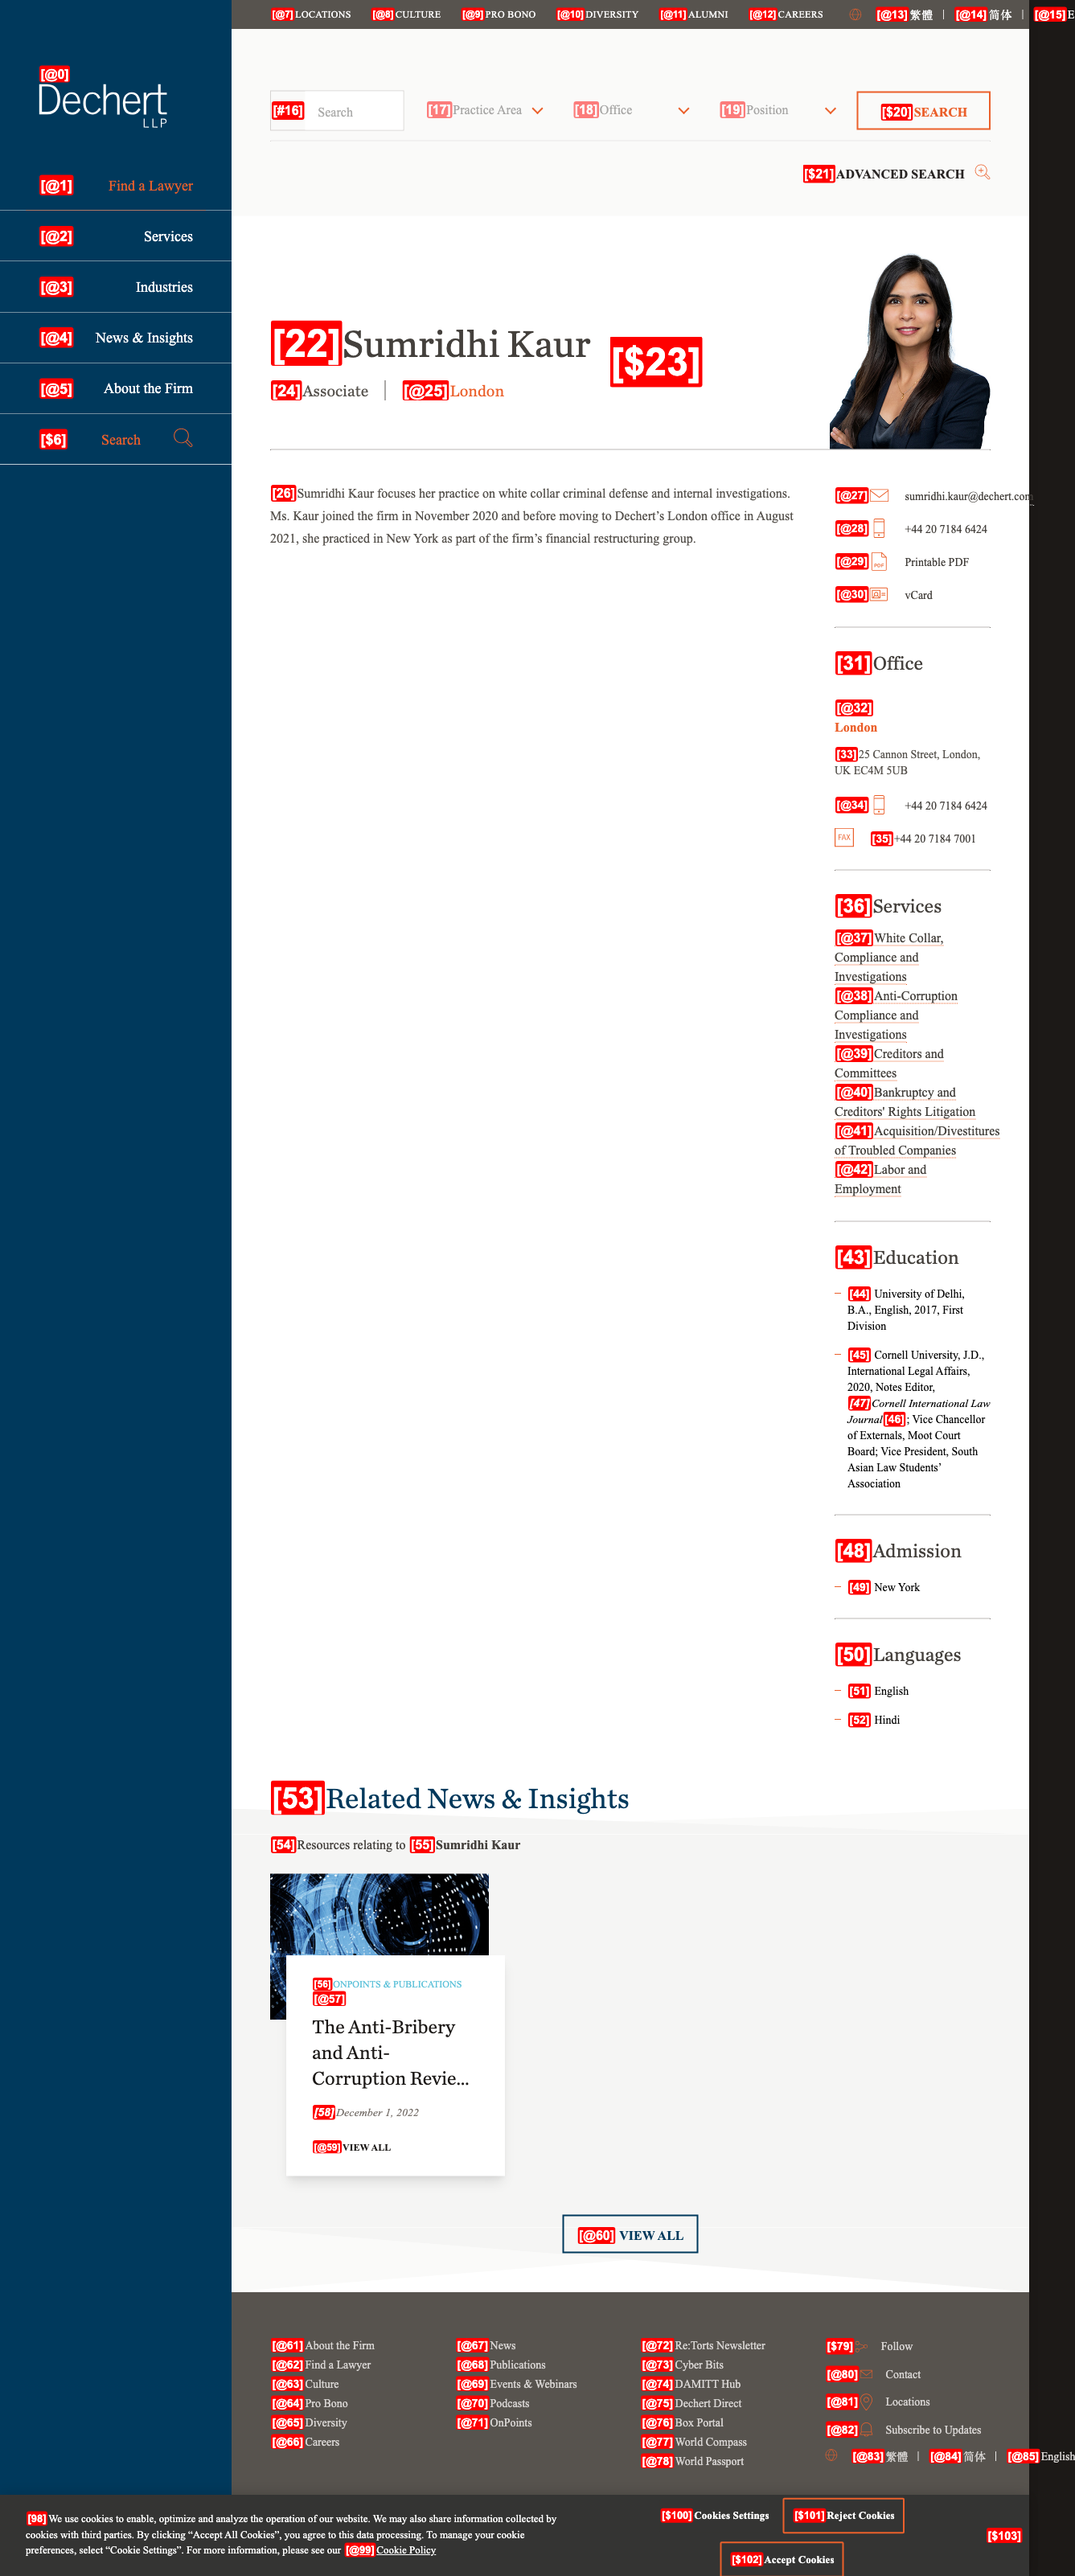 [@7] LOCATIONS [@8] CULTURE [@9] PRO BONO [@10] DIVERSITY [@11] ALUMNI [@12] CAREERS [@13] 繁體 | [@14] 简体 | [@15] E
[@0]
Dechert
LLP
[@1] Find a Lawyer
[@2] Services
[@3] Industries
[@4] News & Insights
[@5] About the Firm
[$6] Search
[#16] Search [17]Practice Area [18]Office [19]Position [$20]SEARCH
[$21]ADVANCED SEARCH
[22]Sumridhi Kaur [$23]
[24]Associate | [@25]London
[26]Sumridhi Kaur focuses her practice on white collar criminal defense and internal investigations.
Ms. Kaur joined the firm in November 2020 and before moving to Dechert’s London office in August
2021, she practiced in New York as part of the firm’s financial restructuring group.
[@27] sumridhi.kaur@dechert.com
[@28] +44 20 7184 6424
[@29] PDF Printable PDF
[@30] vCard
[31]Office
[@32]
London
[33]25 Cannon Street, London,
UK EC4M 5UB
[@34] +44 20 7184 6424
FAX [35]+44 20 7184 7001
[36]Services
[@37]White Collar,
Compliance and
Investigations
[@38]Anti-Corruption
Compliance and
Investigations
[@39]Creditors and
Committees
[@40]Bankruptcy and
Creditors' Rights Litigation
[@41]Acquisition/Divestitures
of Troubled Companies
[@42]Labor and
Employment
[43]Education
– [44] University of Delhi,
B.A., English, 2017, First
Division
– [45] Cornell University, J.D.,
International Legal Affairs,
2020, Notes Editor,
[47]Cornell International Law
Journal[46]; Vice Chancellor
of Externals, Moot Court
Board; Vice President, South
Asian Law Students’
Association
[48]Admission
– [49] New York
[50]Languages
– [51] English
– [52] Hindi
[53]Related News & Insights
[54]Resources relating to [55]Sumridhi Kaur
[56]ONPOINTS & PUBLICATIONS
[@57]
The Anti-Bribery
and Anti-
Corruption Revie...
[58]December 1, 2022
[@59]VIEW ALL
[@60] VIEW ALL
[@61]About the Firm
[@62]Find a Lawyer
[@63]Culture
[@64]Pro Bono
[@65]Diversity
[@66]Careers
[@67]News
[@68]Publications
[@69]Events & Webinars
[@70]Podcasts
[@71]OnPoints
[@72]Re:Torts Newsletter
[@73]Cyber Bits
[@74]DAMITT Hub
[@75]Dechert Direct
[@76]Box Portal
[@77]World Compass
[@78]World Passport
[$79] Follow
[@80] Contact
[@81] Locations
[@82] Subscribe to Updates
[@83]繁體 | [@84]简体 | [@85]English
[98]We use cookies to enable, optimize and analyze the operation of our website. We may also share information collected by
cookies with third parties. By clicking “Accept All Cookies”, you agree to this data processing. To manage your cookie
preferences, select “Cookie Settings”. For more information, please see our [@99]Cookie Policy
[$100]Cookies Settings [$101]Reject Cookies
[$102]Accept Cookies
[$103]